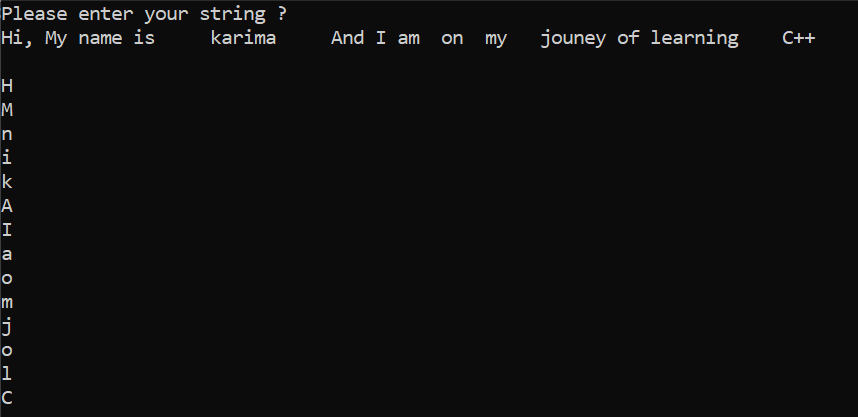 Please enter your string ?
Hi, My name is     karima     And I am  on  my   jouney of learning    C++
H
M
n
i
k
A
I
a
o
m
j
o
l
C